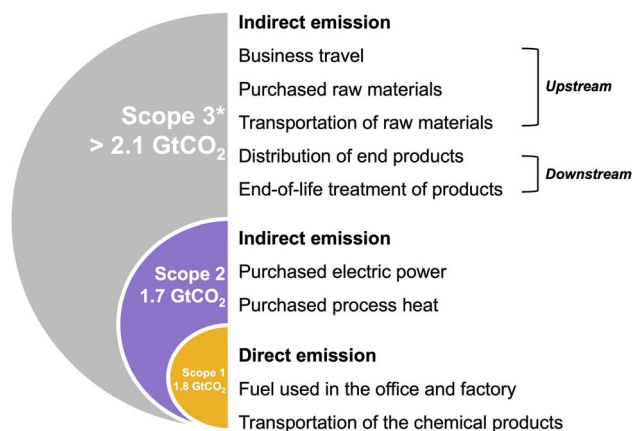 Indirect emission
Business travel
Purchased raw materials
Transportation of raw materials
Upstream
Scope 3*
> 2.1 GtCO₂
Distribution of end products
End-of-life treatment of products
Downstream
Indirect emission
Scope 2
1.7 GtCO₂
Purchased electric power
Purchased process heat
Direct emission
Scope 1
1.8 GtCO₂
Fuel used in the office and factory
Transportation of the chemical products